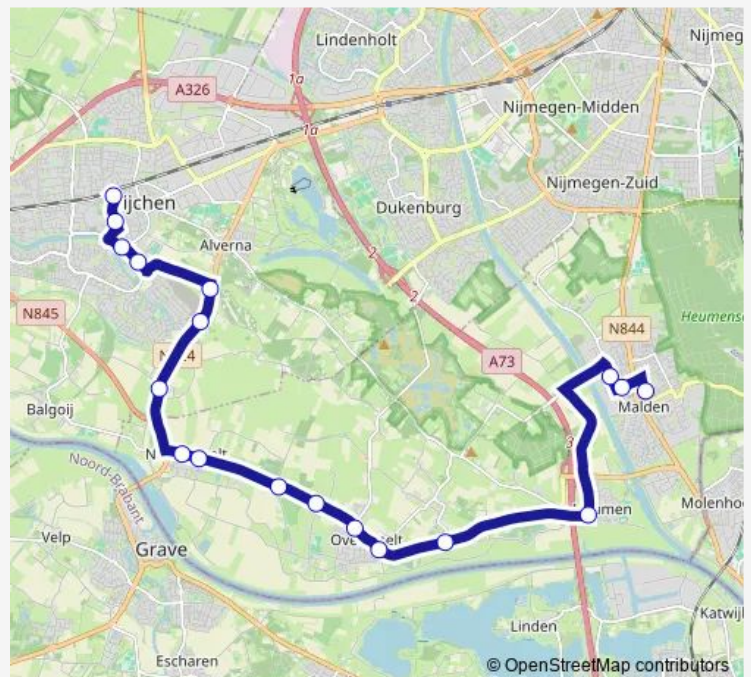 Lindenholt
Nijmeg
1a
A326
1a
Nijmegen-Midden
ijchen
Dukenburg
Nijmegen-Zuid
Alverna
2
2
N845
N844
Heumens
A73
Balgoij
Malden
3
Noord-Brabant
Velp
Grave
Molenho
Linden
Katwij
Escharen
© OpenStreetMap contributors